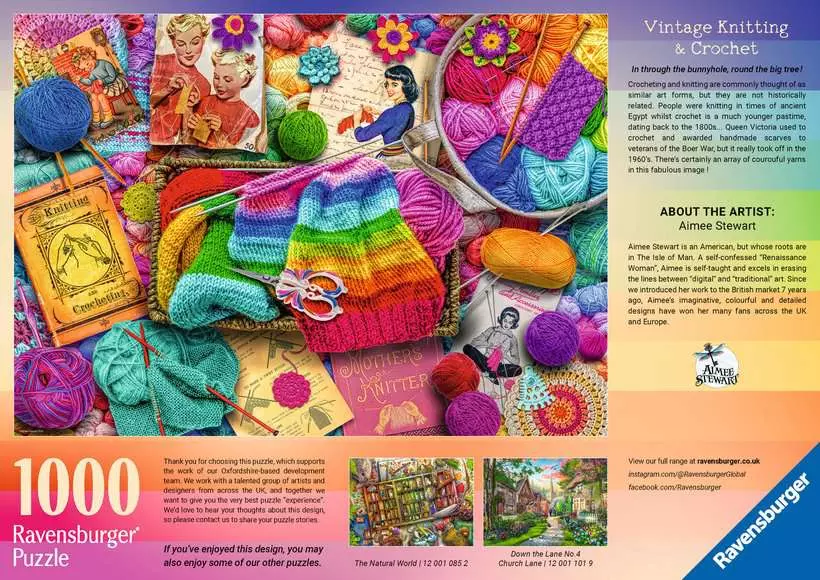 Vintage Knitting
& Crochet
In through the bunnyhole, round the big tree!
Crocheting and knitting are commonly thought of as
similar art forms, but they are not historically
related. People were knitting in times of ancient
Egypt whilst crochet is a much younger pastime,
dating back to the 1800s... Queen Victoria used to
crochet and awarded handmade scarves to
veterans of the Boer War, but it really took off in the
1960's. There's certainly an array of courouful yarns
in this fabulous image !
ABOUT THE ARTIST:
Aimee Stewart
Aimee Stewart is an American, but whose roots are
in The Isle of Man. A self-confessed "Renaissance
Woman", Aimee is self-taught and excels in erasing
the lines between "digital" and "traditional" art. Since
we introduced her work to the British market 7 years
ago, Aimee's imaginative, colourful and detailed
designs have won her many fans across the UK
and Europe.
AIMEE
STEWART
50¢
Knitting
Crocheting
MOTHER'S
KNITTER
1000
Ravensburger®
Puzzle
Thank you for choosing this puzzle, which supports
the work of our Oxfordshire-based development
team. We work with a talented group of artists and
designers from across the UK, and together we
want to give you the very best puzzle "experience".
We'd love to hear your thoughts about this design,
so please contact us to share your puzzle stories.
If you've enjoyed this design, you may
also enjoy some of our other puzzles.
The Natural World | 12 001 085 2
Down the Lane No.4
Church Lane | 12 001 101 9
View our full range at ravensburger.co.uk
instagram.com/@RavensburgerGlobal
facebook.com/Ravensburger
Ravensburger